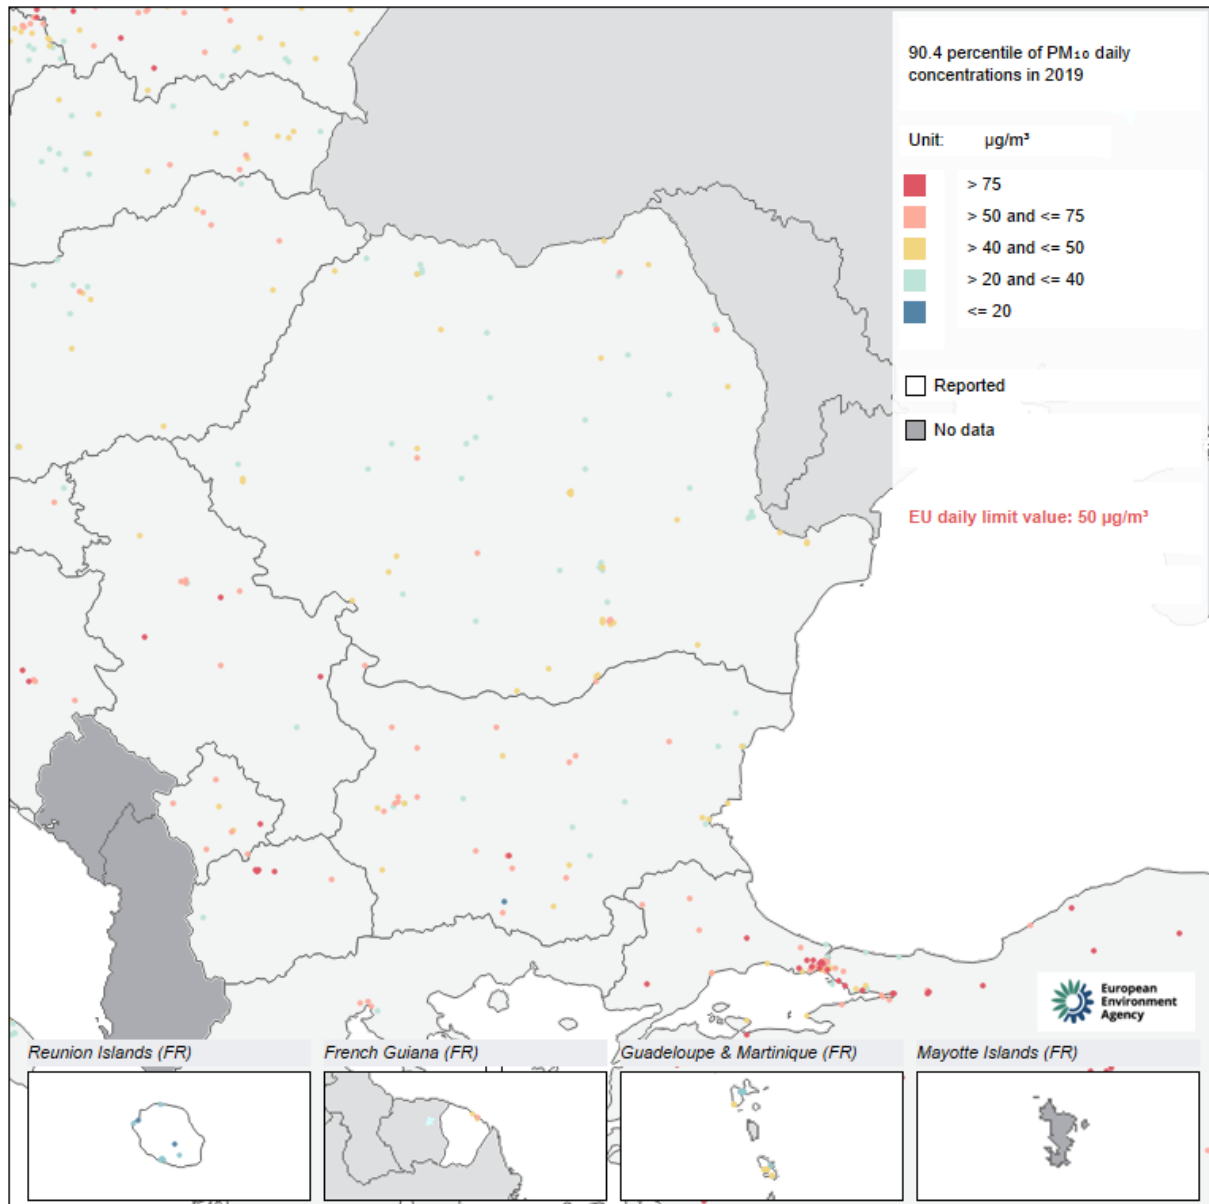 90.4 percentile of PM₁₀ daily
concentrations in 2019
Unit: µg/m³
> 75
> 50 and <= 75
> 40 and <= 50
> 20 and <= 40
<= 20
Reported
No data
EU daily limit value: 50 µg/m³
European
Environment
Agency
Reunion Islands (FR)
French Guiana (FR)
Guadeloupe & Martinique (FR)
Mayotte Islands (FR)